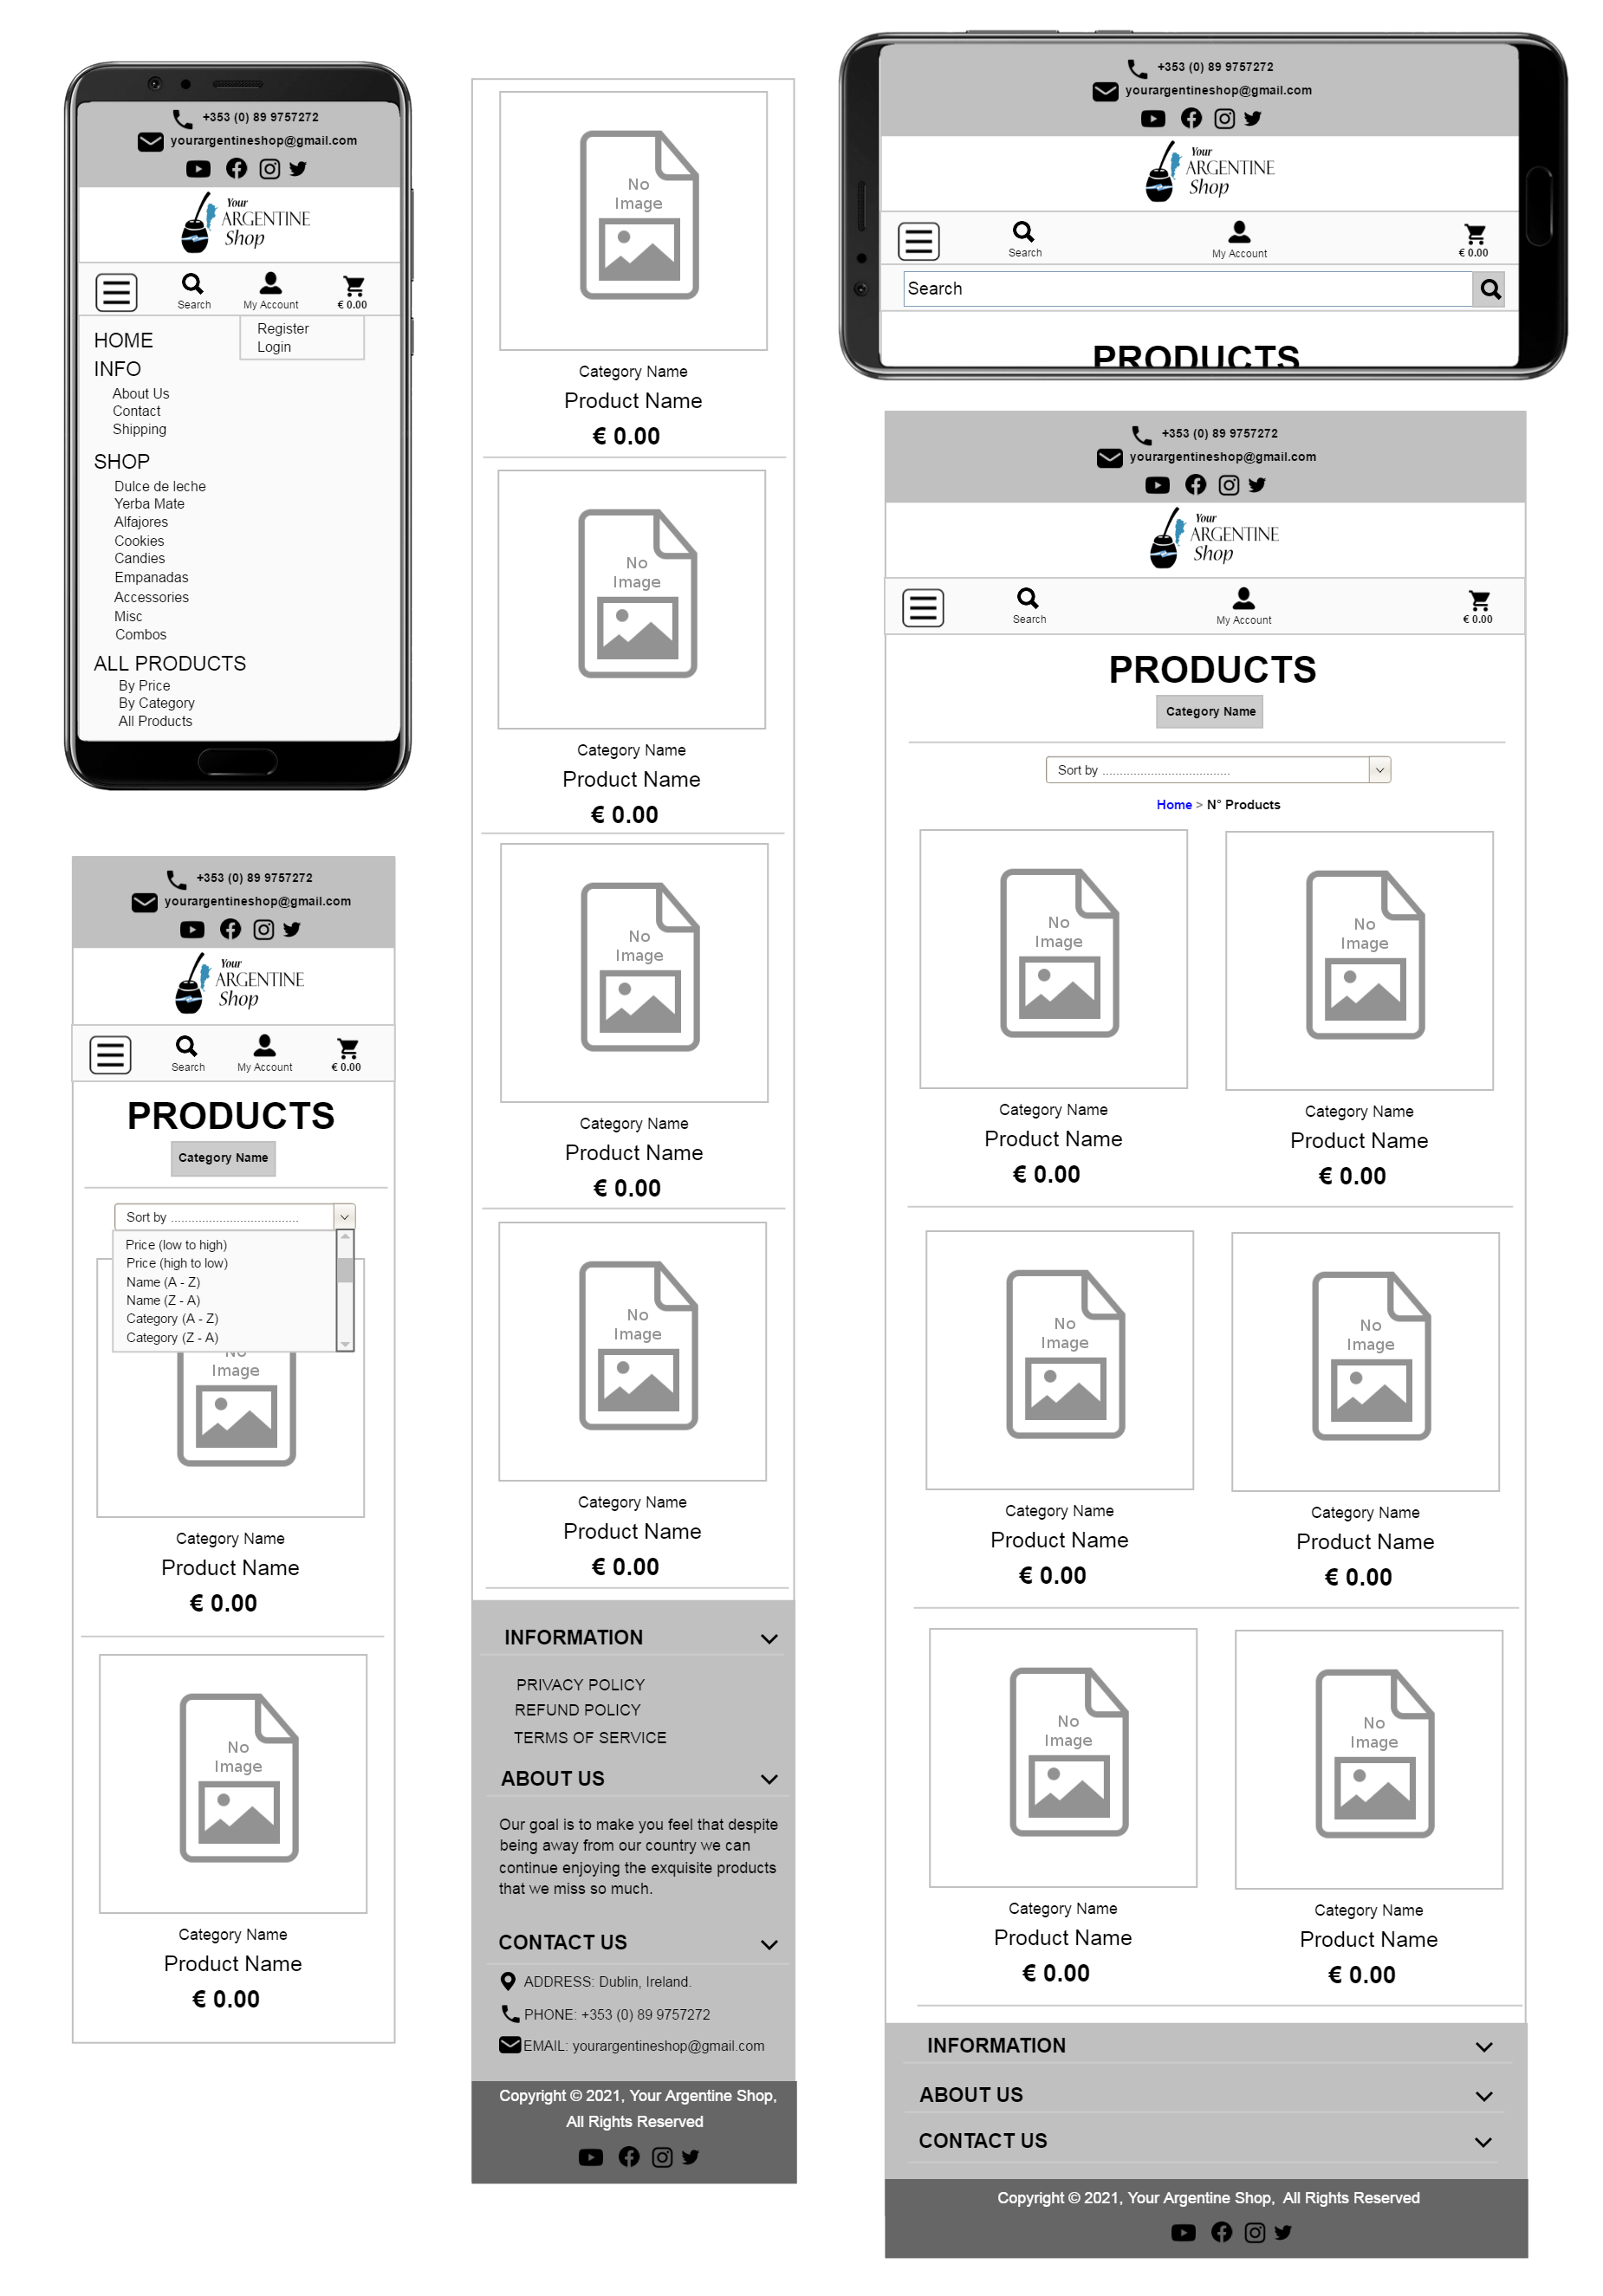 +353 (0) 89 9757272
yourargentineshop@gmail.com
Your
ARGENTINE
Shop
Search
My Account
€ 0.00
Register
Login
HOME
INFO
About Us
Contact
Shipping
SHOP
Dulce de leche
Yerba Mate
Alfajores
Cookies
Candies
Empanadas
Accessories
Misc
Combos
ALL PRODUCTS
By Price
By Category
All Products
+353 (0) 89 9757272
yourargentineshop@gmail.com
Your
ARGENTINE
Shop
Search
My Account
€ 0.00
PRODUCTS
Category Name
Sort by .....................................
Price (low to high)
Price (high to low)
Name (A - Z)
Name (Z - A)
Category (A - Z)
Category (Z - A)
No
Image
Category Name
Product Name
€ 0.00
No
Image
Category Name
Product Name
€ 0.00
No
Image
Category Name
Product Name
€ 0.00
No
Image
Category Name
Product Name
€ 0.00
No
Image
Category Name
Product Name
€ 0.00
No
Image
Category Name
Product Name
€ 0.00
INFORMATION
PRIVACY POLICY
REFUND POLICY
TERMS OF SERVICE
ABOUT US
Our goal is to make you feel that despite
being away from our country we can
continue enjoying the exquisite products
that we miss so much.
CONTACT US
ADDRESS: Dublin, Ireland.
PHONE: +353 (0) 89 9757272
EMAIL: yourargentineshop@gmail.com
Copyright © 2021, Your Argentine Shop,
All Rights Reserved
+353 (0) 89 9757272
yourargentineshop@gmail.com
Your
ARGENTINE
Shop
Search
My Account
€ 0.00
Search
PRODUCTS
+353 (0) 89 9757272
yourargentineshop@gmail.com
Your
ARGENTINE
Shop
Search
My Account
€ 0.00
PRODUCTS
Category Name
Sort by .....................................
Home > N° Products
No
Image
Category Name
Product Name
€ 0.00
No
Image
Category Name
Product Name
€ 0.00
No
Image
Category Name
Product Name
€ 0.00
No
Image
Category Name
Product Name
€ 0.00
No
Image
Category Name
Product Name
€ 0.00
No
Image
Category Name
Product Name
€ 0.00
INFORMATION
ABOUT US
CONTACT US
Copyright © 2021, Your Argentine Shop,  All Rights Reserved